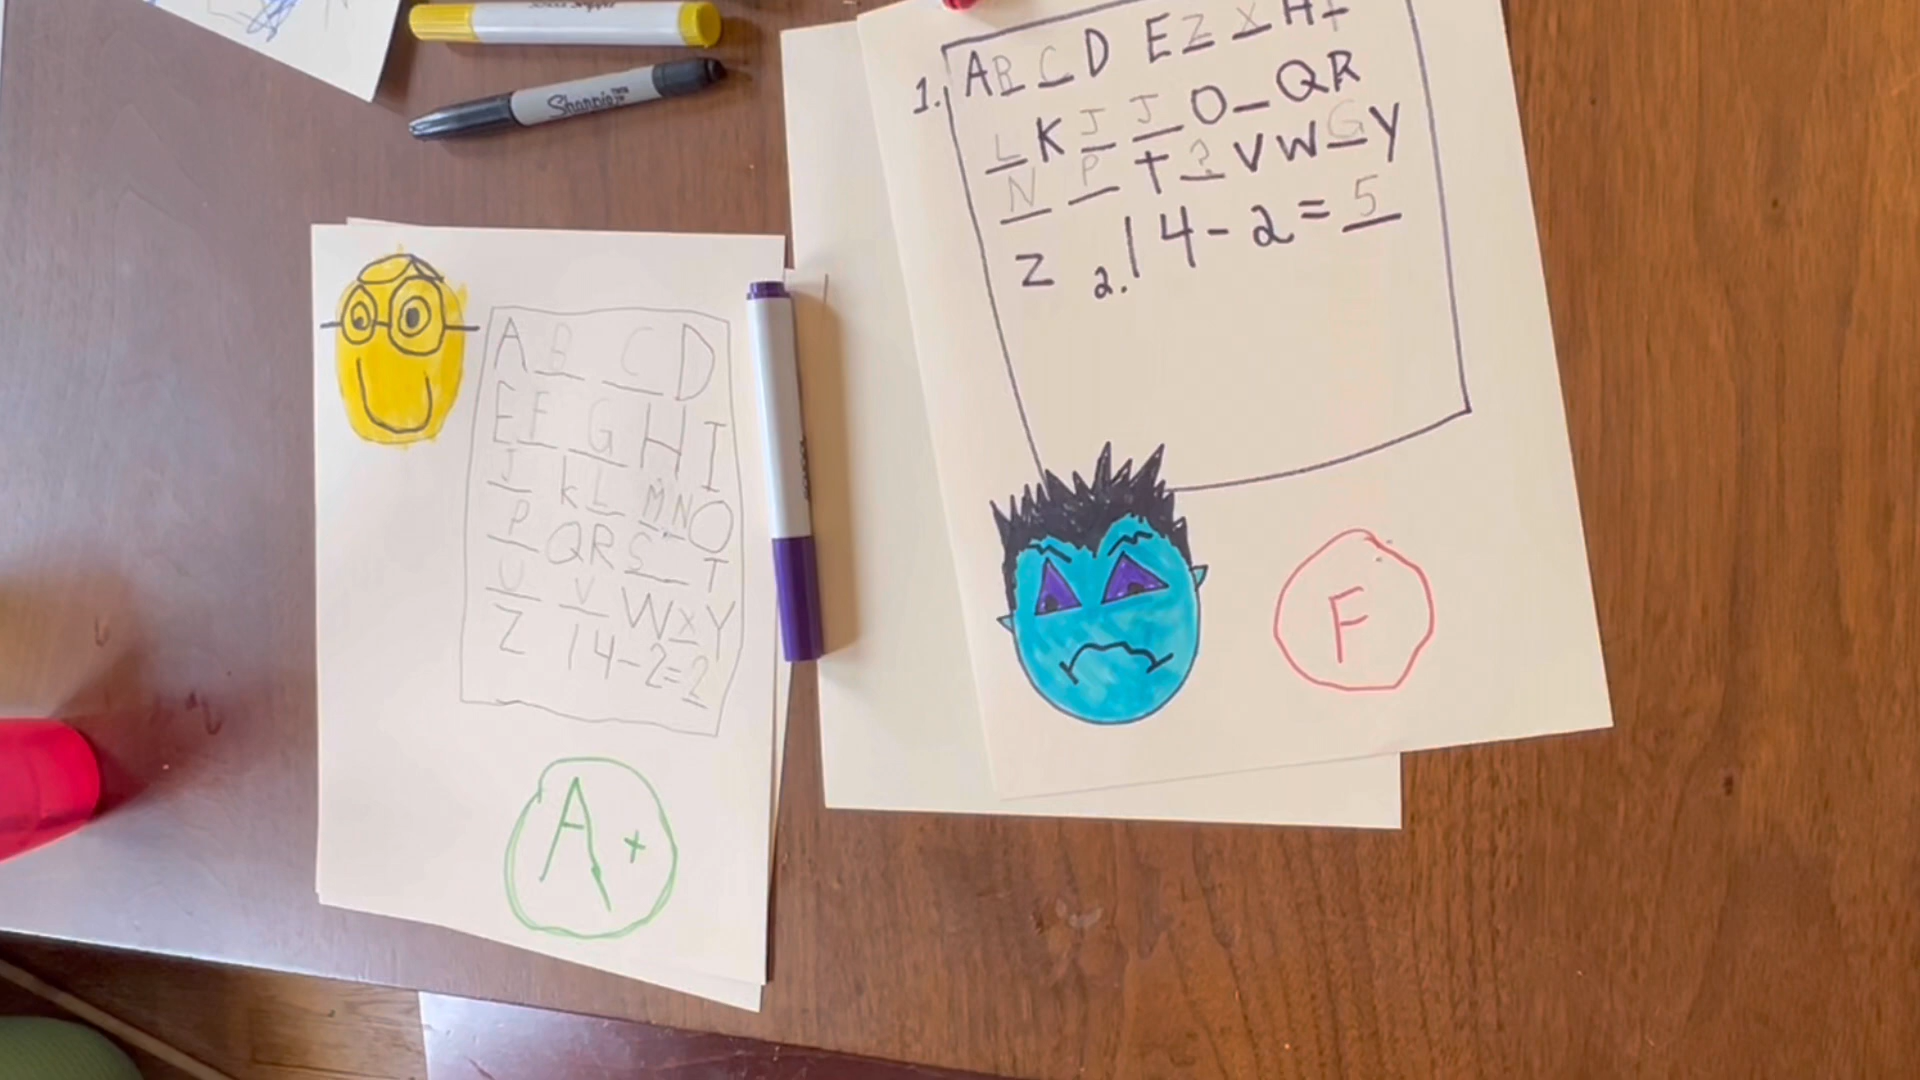 Sharpie
A B C D
E F G H I
J K L M N O
P Q R S T
U V W X Y
Z 14-2=2
A+
1. A B C D E Z X H I
L K J J O _ Q R
N P T ? V W G Y
Z 2. 14-2= 5
F